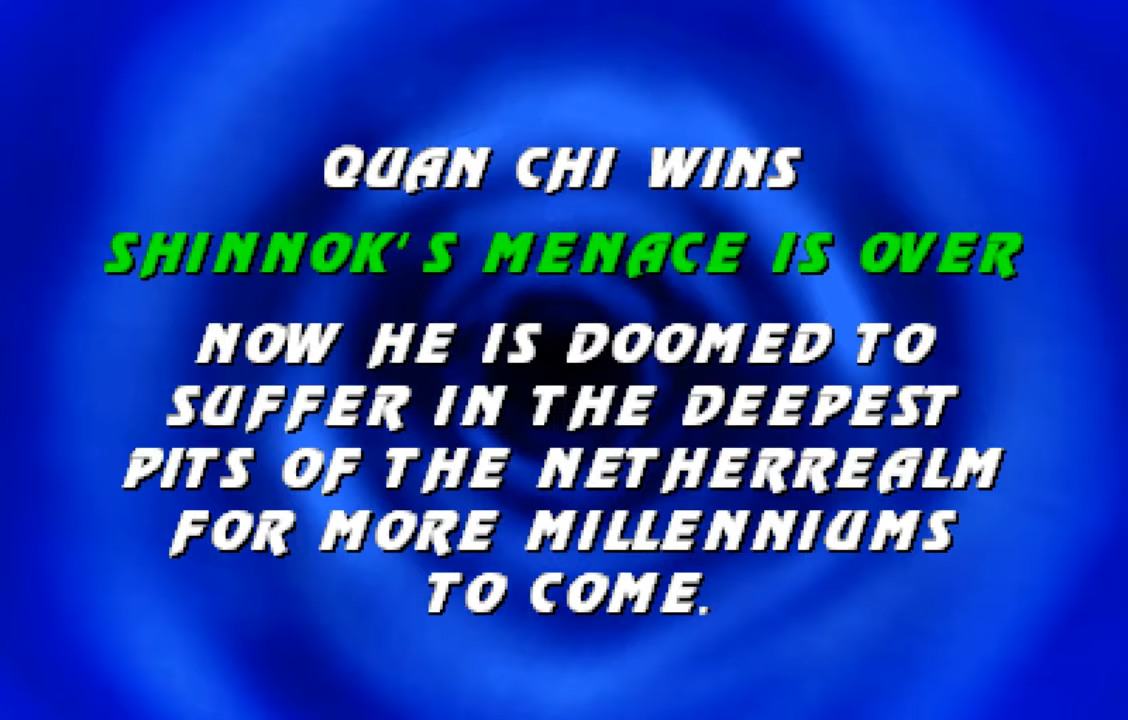 QUAN CHI WINS
SHINNOK'S MENACE IS OVER
NOW HE IS DOOMED TO
SUFFER IN THE DEEPEST
PITS OF THE NETHERREALM
FOR MORE MILLENNIUMS
TO COME.